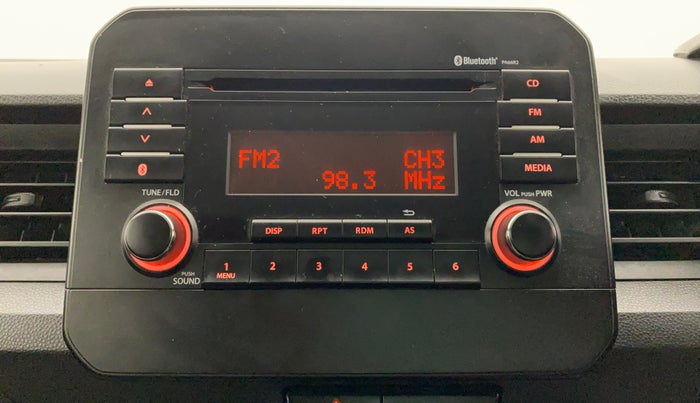 Bluetooth® PA66R2
CD
FM
AM
MEDIA
FM2 CH3
98.3 MHz
TUNE/FLD
VOL PUSH PWR
DISP RPT RDM AS
PUSH
SOUND
1 2 3 4 5 6
MENU